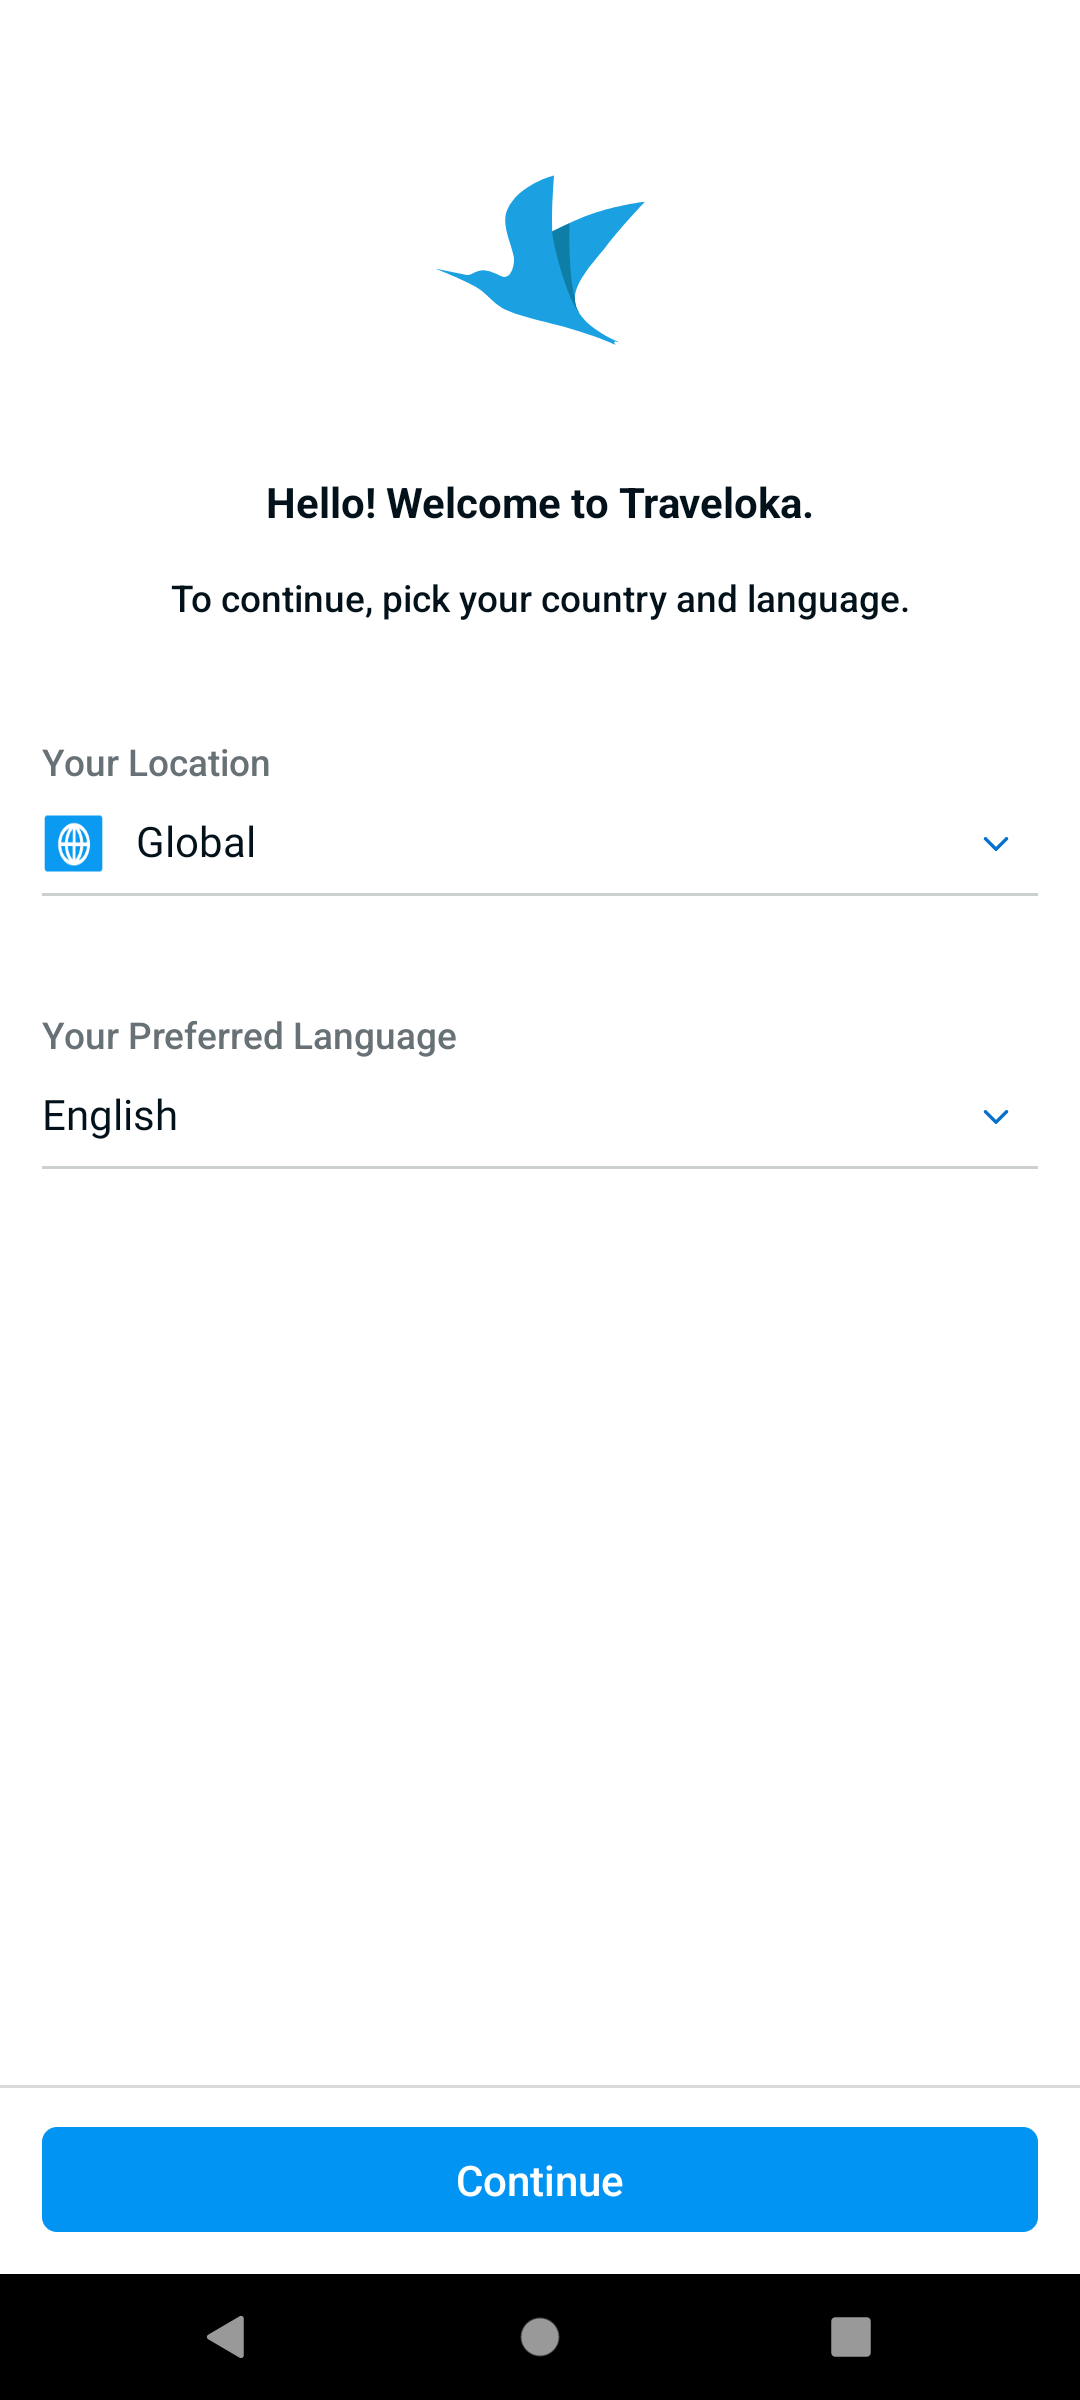 Hello! Welcome to Traveloka.
To continue, pick your country and language.
Your Location
Global
Your Preferred Language
English
Continue